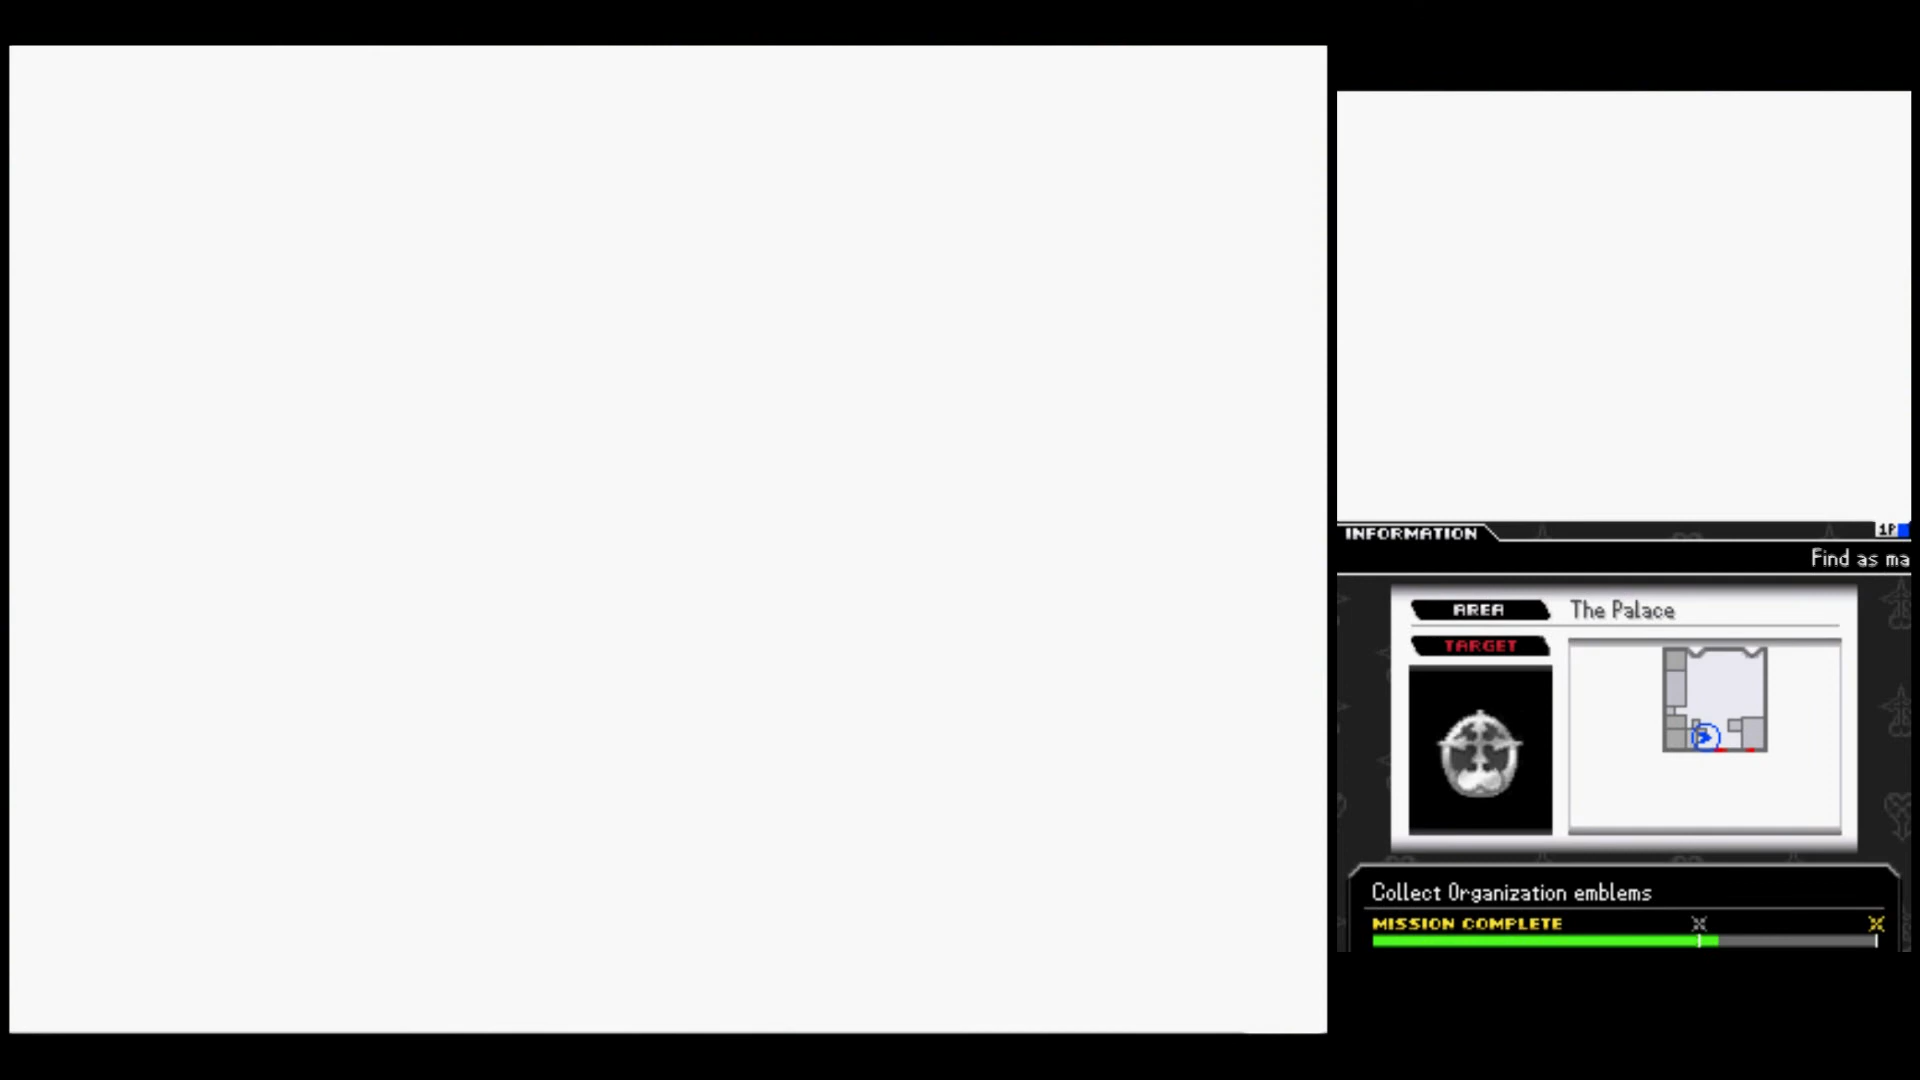 INFORMATION
1P
Find as ma
AREA The Palace
TARGET
Collect Organization emblems
MISSION COMPLETE